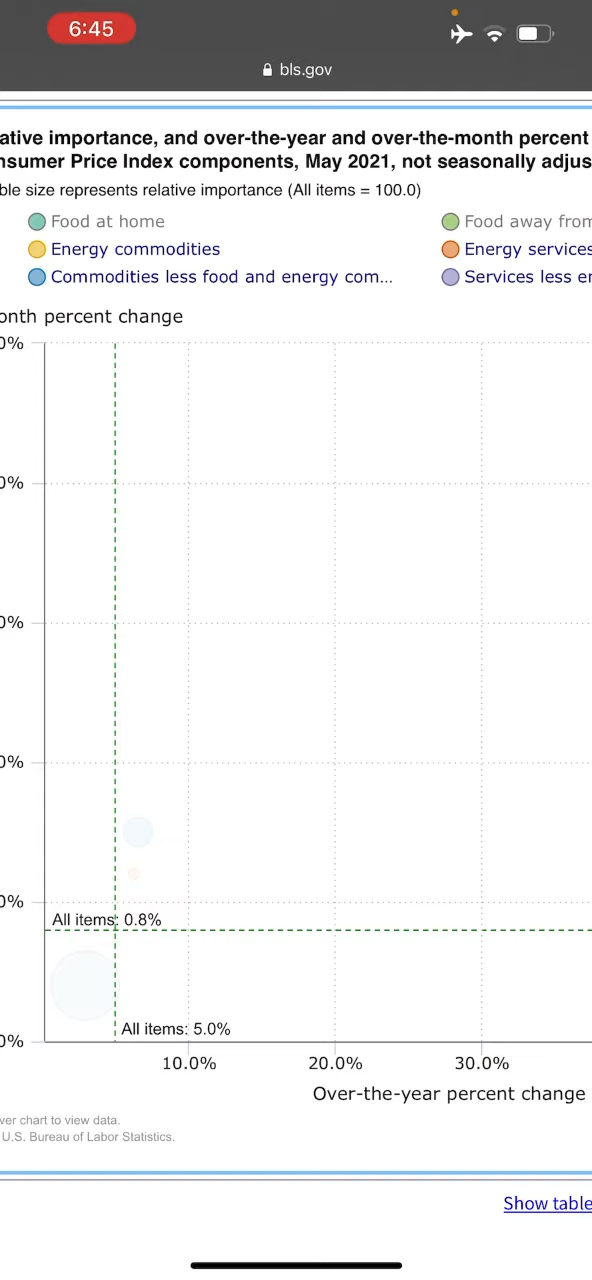 6:45
bls.gov
ative importance, and over-the-year and over-the-month percent
nsumer Price Index components, May 2021, not seasonally adjus
ble size represents relative importance (All items = 100.0)
Food at home
Food away from
Energy commodities
Energy services
Commodities less food and energy com...
Services less en
onth percent change
0%
0%
0%
0%
0%
All items: 0.8%
All items: 5.0%
0%
10.0%
20.0%
30.0%
Over-the-year percent change
ver chart to view data.
U.S. Bureau of Labor Statistics.
Show table